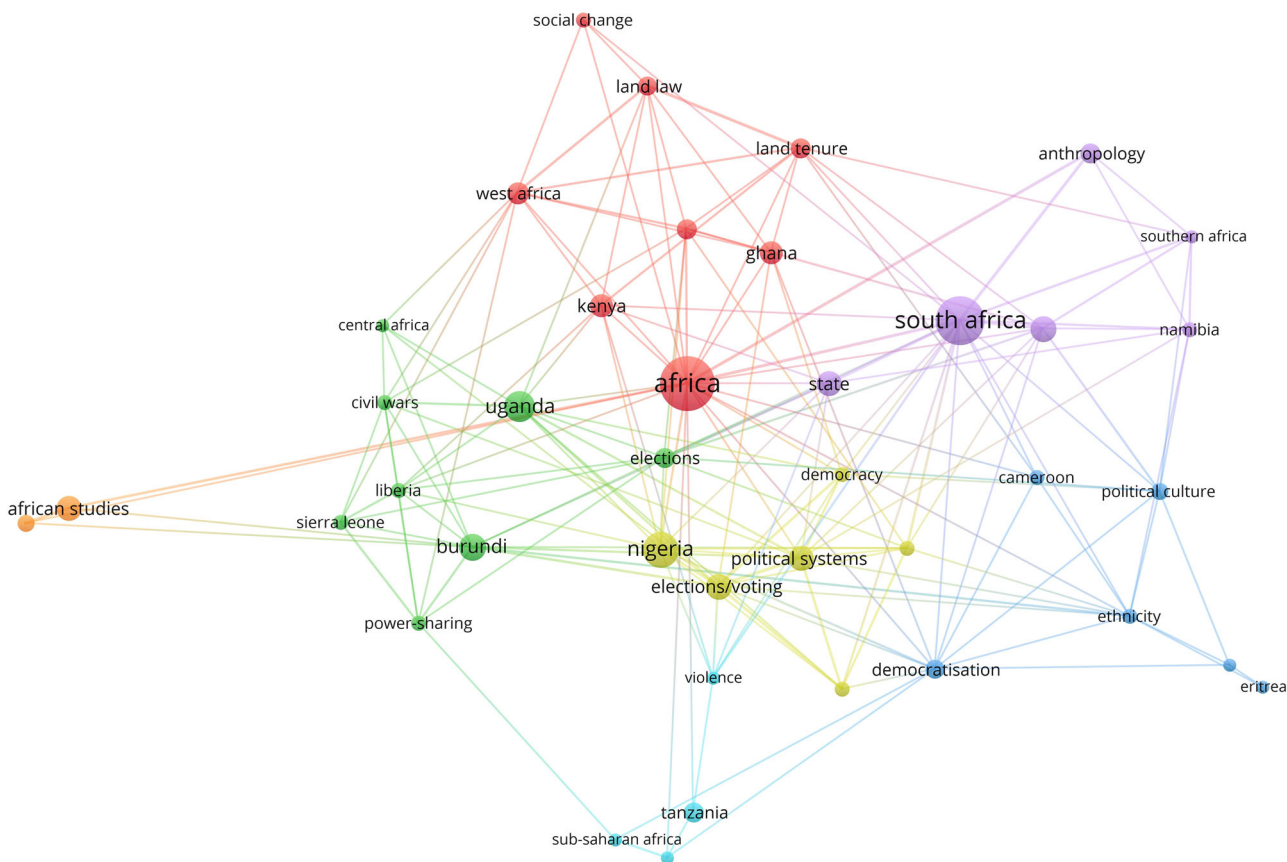 social change
land law
land tenure
anthropology
west africa
southern africa
ghana
kenya
south africa
central africa
namibia
africa
state
civil wars
uganda
elections
democracy
cameroon
liberia
political culture
african studies
sierra leone
burundi
nigeria
political systems
elections/voting
power-sharing
ethnicity
violence
democratisation
eritrea
tanzania
sub-saharan africa